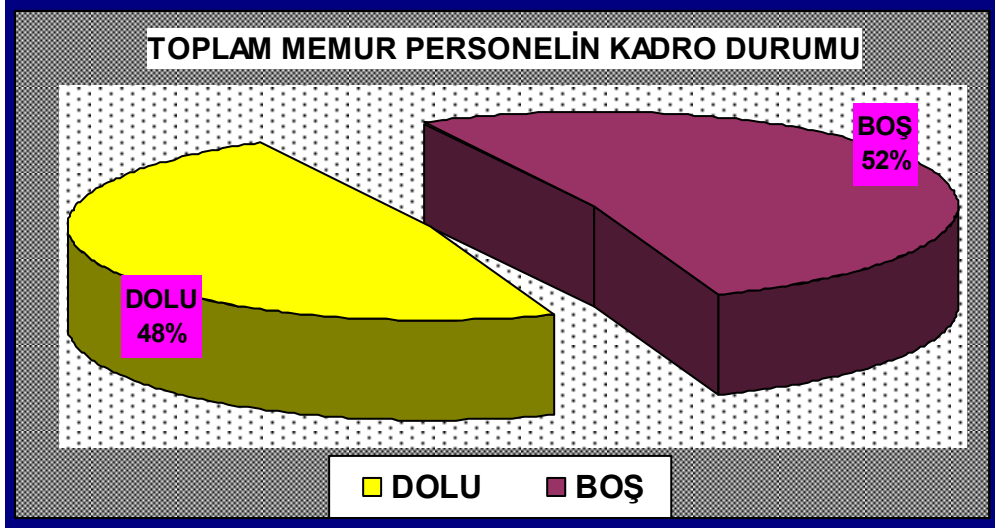 TOPLAM MEMUR PERSONELİN KADRO DURUMU
BOŞ
52%
DOLU
48%
DOLU BOŞ